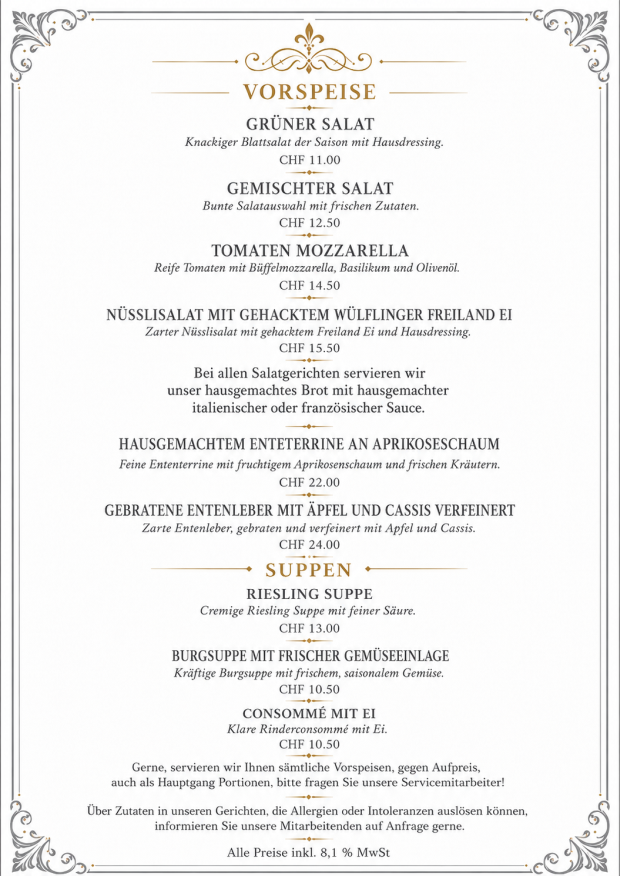 VORSPEISE
GRÜNER SALAT
Knackiger Blattsalat der Saison mit Hausdressing.
CHF 11.00
GEMISCHTER SALAT
Bunte Salatauswahl mit frischen Zutaten.
CHF 12.50
TOMATEN MOZZARELLA
Reife Tomaten mit Büffelmozzarella, Basilikum und Olivenöl.
CHF 14.50
NÜSSLISALAT MIT GEHACKTEM WÜLFLINGER FREILAND EI
Zarter Nüsslisalat mit gehacktem Freiland Ei und Hausdressing.
CHF 15.50
Bei allen Salatgerichten servieren wir
unser hausgemachtes Brot mit hausgemachter
italienischer oder französischer Sauce.
HAUSGEMACHTEM ENTETERRINE AN APRIKOSESCHAUM
Feine Ententerrine mit fruchtigem Aprikosenschaum und frischen Kräutern.
CHF 22.00
GEBRATENE ENTENLEBER MIT ÄPFEL UND CASSIS VERFEINERT
Zarte Entenleber, gebraten und verfeinert mit Apfel und Cassis.
CHF 24.00
SUPPEN
RIESLING SUPPE
Cremige Riesling Suppe mit feiner Säure.
CHF 13.00
BURGSUPPE MIT FRISCHER GEMÜSEEINLAGE
Kräftige Burgsuppe mit frischem, saisonalem Gemüse.
CHF 10.50
CONSOMMÉ MIT EI
Klare Rinderconsommé mit Ei.
CHF 10.50
Gerne, servieren wir Ihnen sämtliche Vorspeisen, gegen Aufpreis,
auch als Hauptgang Portionen, bitte fragen Sie unsere Servicemitarbeiter!
Über Zutaten in unseren Gerichten, die Allergien oder Intoleranzen auslösen können,
informieren Sie unsere Mitarbeitenden auf Anfrage gerne.
Alle Preise inkl. 8,1 % MwSt